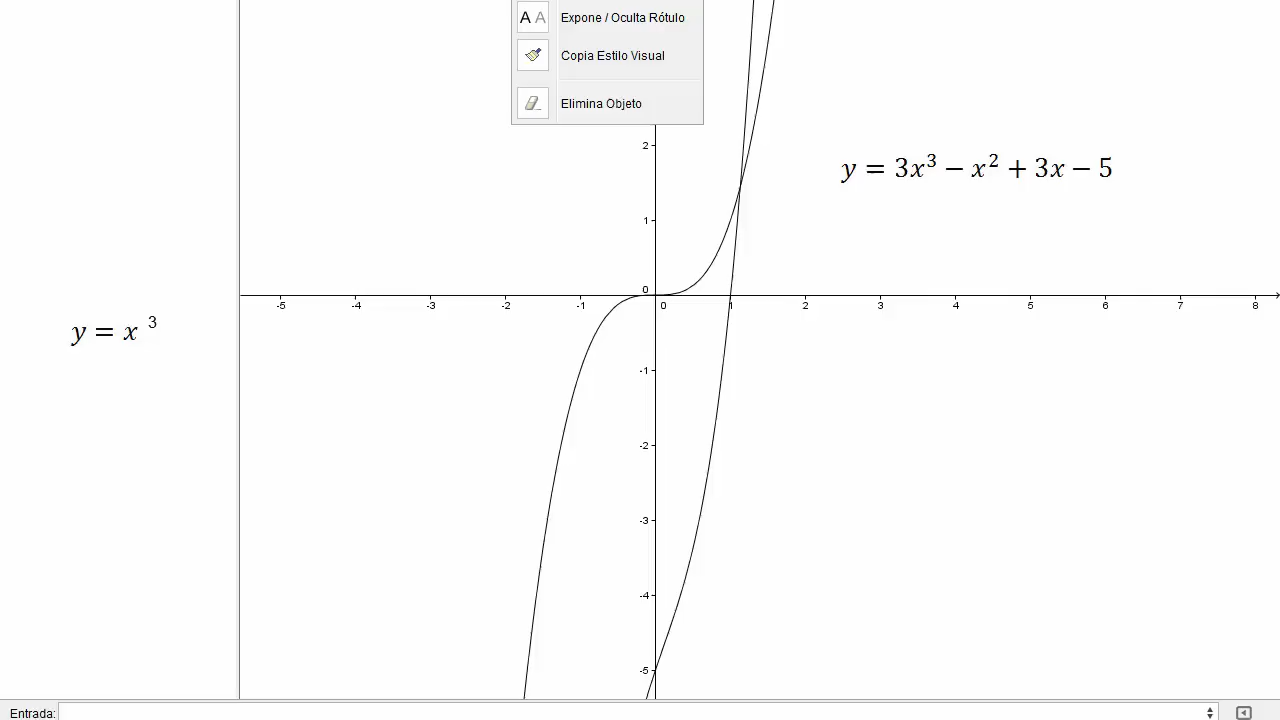 A A Expone / Oculta Rótulo
Copia Estilo Visual
Elimina Objeto
2
y = 3x³ − x² + 3x − 5
1
0
-5 -4 -3 -2 -1 0 1 2 3 4 5 6 7 8
y = x ³
-1
-2
-3
-4
-5
Entrada: